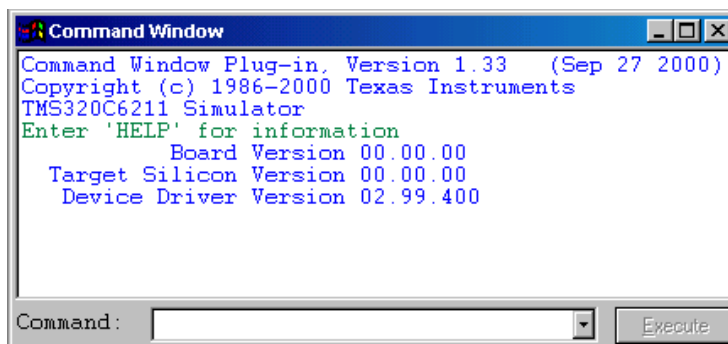 Command Window
Command Window Plug-in, Version 1.33 (Sep 27 2000)
Copyright (c) 1986-2000 Texas Instruments
TMS320C6211 Simulator
Enter 'HELP' for information
Board Version 00.00.00
Target Silicon Version 00.00.00
Device Driver Version 02.99.400
Command: Execute